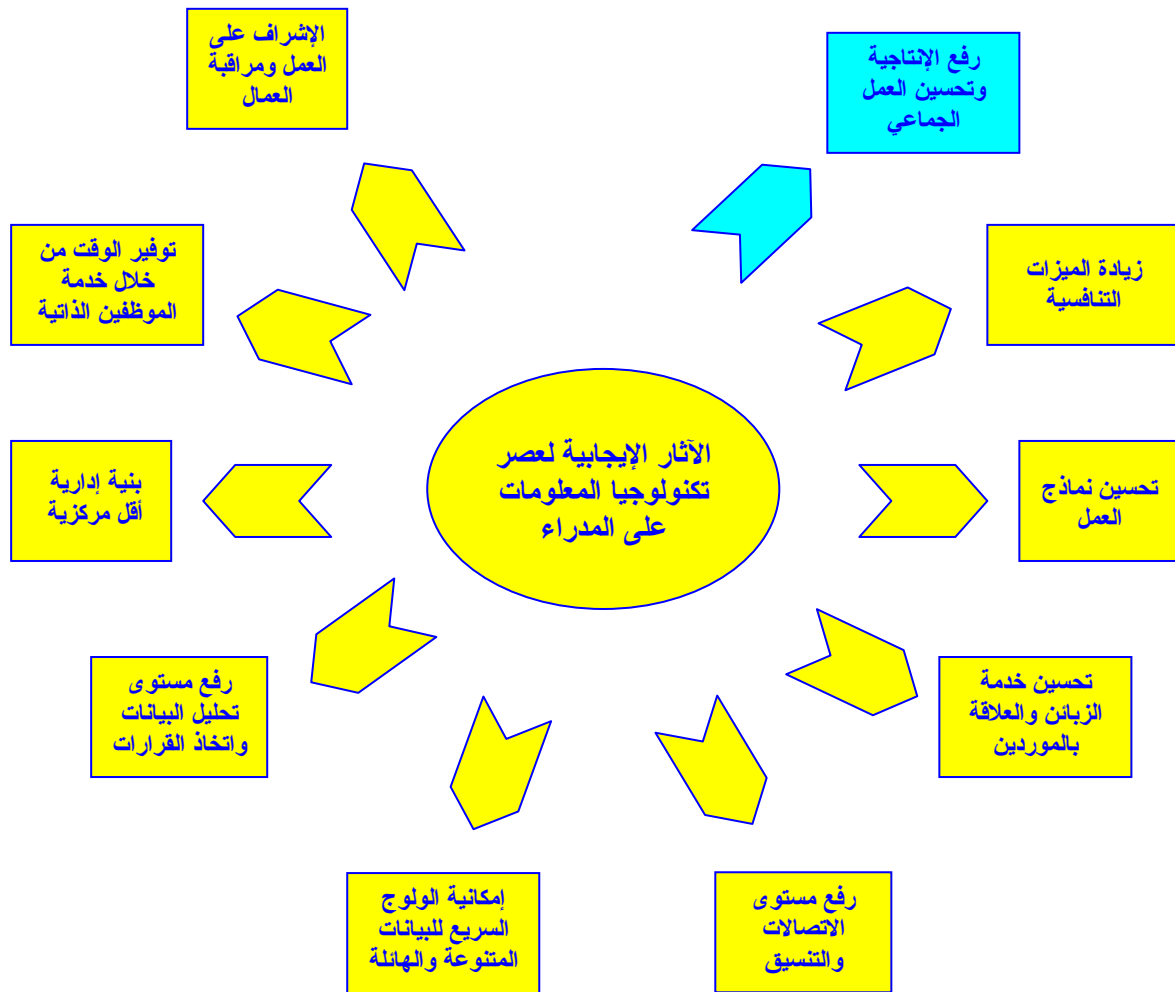 الإشراف على
العمل ومراقبة
العمال
رفع الإنتاجية
وتحسين العمل
الجماعي
توفير الوقت من
خلال خدمة
الموظفين الذاتية
زيادة الميزات
التنافسية
الآثار الإيجابية لعصر
تكنولوجيا المعلومات
على المدراء
بنية إدارية
أقل مركزية
تحسين نماذج
العمل
رفع مستوى
تحليل البيانات
واتخاذ القرارات
تحسين خدمة
الزبائن والعلاقة
بالموردين
إمكانية الولوج
السريع للبيانات
المتنوعة والهائلة
رفع مستوى
الاتصالات
والتنسيق